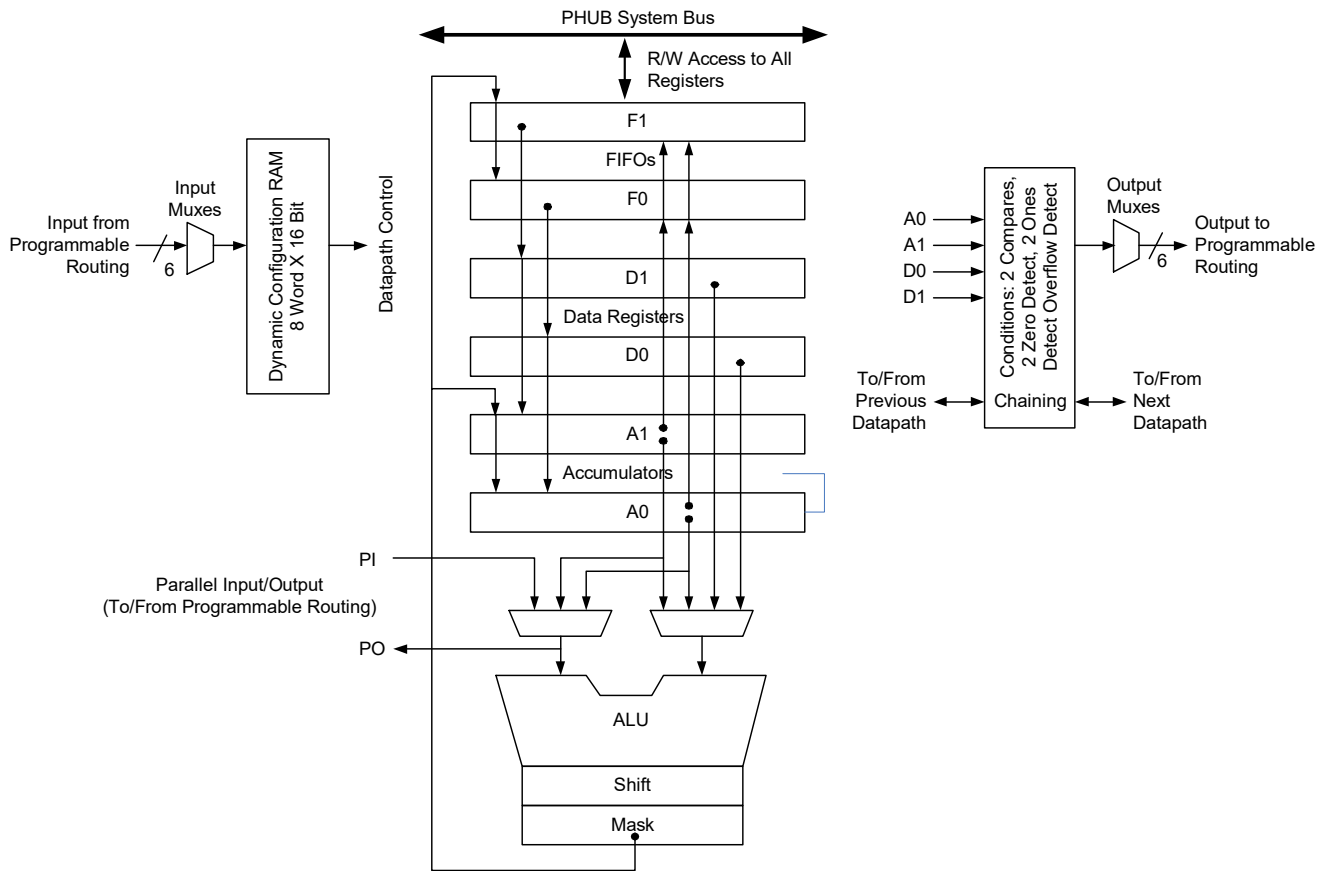 PHUB System Bus
R/W Access to All
Registers
F1
FIFOs
F0
D1
Data Registers
D0
A1
Accumulators
A0
Input from
Programmable
Routing
6
Input
Muxes
Dynamic Configuration RAM
8 Word X 16 Bit
Datapath Control
A0
A1
D0
D1
Conditions: 2 Compares,
2 Zero Detect, 2 Ones
Detect Overflow Detect
Output
Muxes
6
Output to
Programmable
Routing
To/From
Previous
Datapath
Chaining
To/From
Next
Datapath
PI
Parallel Input/Output
(To/From Programmable Routing)
PO
ALU
Shift
Mask